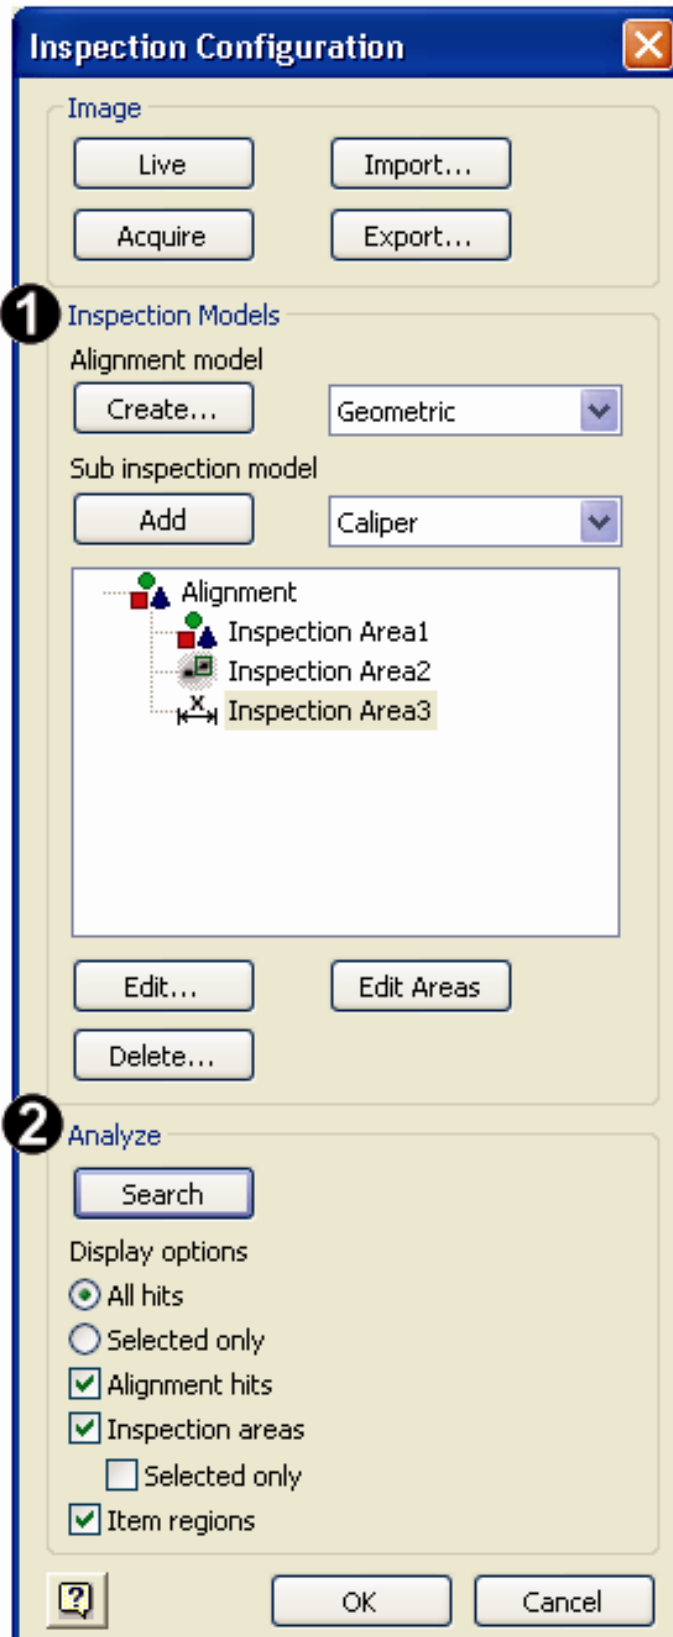 Inspection Configuration
Image
Live Import...
Acquire Export...
1 Inspection Models
Alignment model
Create... Geometric
Sub inspection model
Add Caliper
Alignment
Inspection Area1
Inspection Area2
X Inspection Area3
Edit... Edit Areas
Delete...
2 Analyze
Search
Display options
All hits
Selected only
Alignment hits
Inspection areas
Selected only
Item regions
? OK Cancel